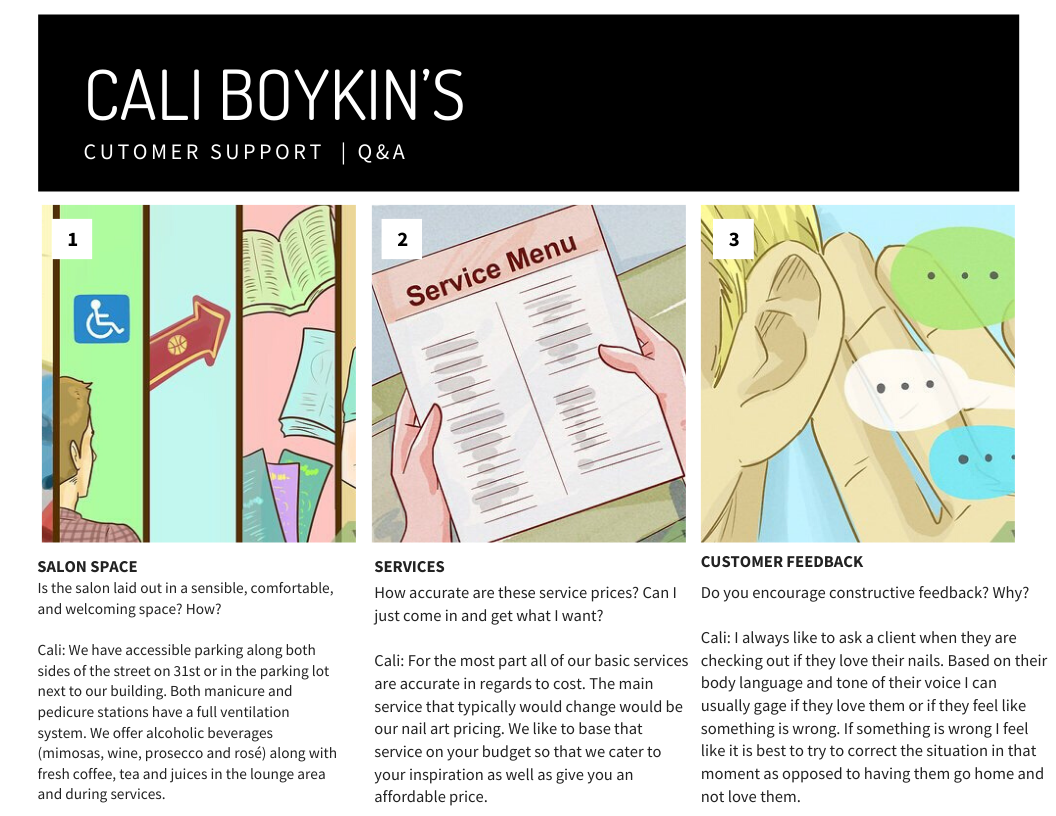 CALI BOYKIN'S
CUTOMER SUPPORT | Q&A
1
2
Service Menu
3
SALON SPACE
Is the salon laid out in a sensible, comfortable,
and welcoming space? How?
Cali: We have accessible parking along both
sides of the street on 31st or in the parking lot
next to our building. Both manicure and
pedicure stations have a full ventilation
system. We offer alcoholic beverages
(mimosas, wine, prosecco and rosé) along with
fresh coffee, tea and juices in the lounge area
and during services.
SERVICES
How accurate are these service prices? Can I
just come in and get what I want?
Cali: For the most part all of our basic services
are accurate in regards to cost. The main
service that typically would change would be
our nail art pricing. We like to base that
service on your budget so that we cater to
your inspiration as well as give you an
affordable price.
CUSTOMER FEEDBACK
Do you encourage constructive feedback? Why?
Cali: I always like to ask a client when they are
checking out if they love their nails. Based on their
body language and tone of their voice I can
usually gage if they love them or if they feel like
something is wrong. If something is wrong I feel
like it is best to try to correct the situation in that
moment as opposed to having them go home and
not love them.